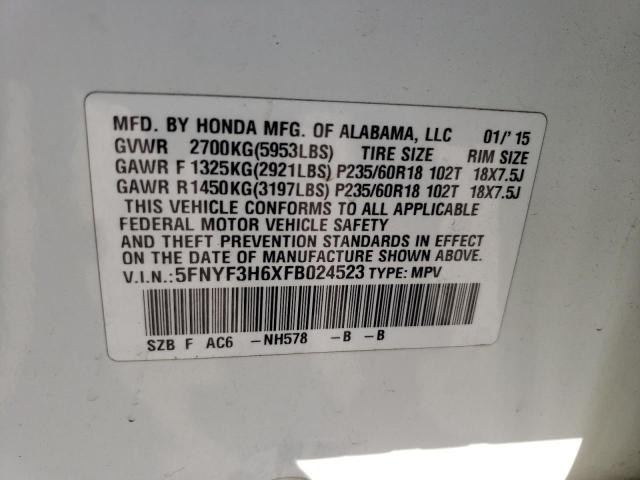 MFD. BY HONDA MFG. OF ALABAMA, LLC 01/'15
GVWR 2700KG(5953LBS) TIRE SIZE RIM SIZE
GAWR F 1325KG(2921LBS) P235/60R18 102T 18X7.5J
GAWR R 1450KG(3197LBS) P235/60R18 102T 18X7.5J
THIS VEHICLE CONFORMS TO ALL APPLICABLE
FEDERAL MOTOR VEHICLE SAFETY
AND THEFT PREVENTION STANDARDS IN EFFECT
ON THE DATE OF MANUFACTURE SHOWN ABOVE.
V.I.N.:5FNYF3H6XFB024523 TYPE: MPV
SZB F AC6 -NH578 -B -B